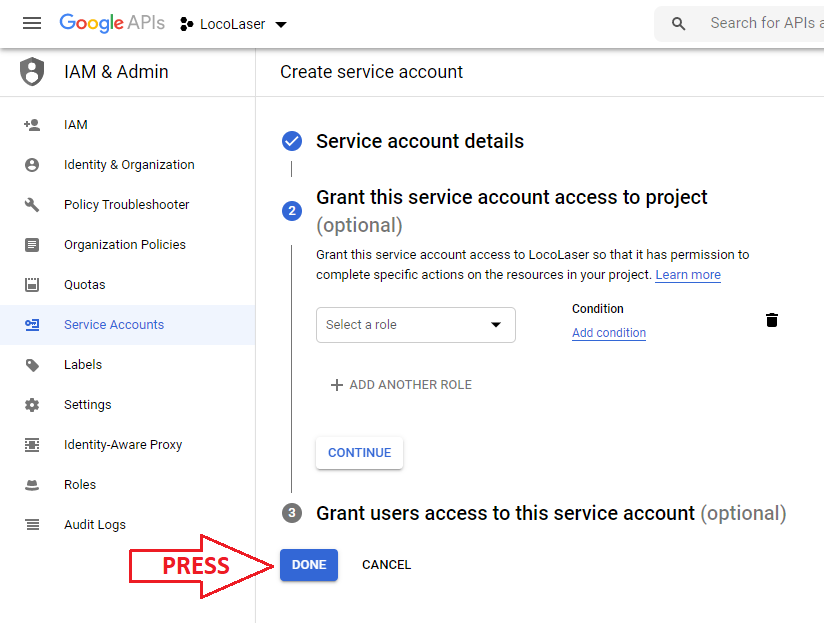 Google APIs
LocoLaser
Search for APIs a
IAM & Admin
Create service account
IAM
Identity & Organization
Policy Troubleshooter
Organization Policies
Quotas
Service Accounts
Labels
Settings
Identity-Aware Proxy
Roles
Audit Logs
Service account details
2
Grant this service account access to project
(optional)
Grant this service account access to LocoLaser so that it has permission to
complete specific actions on the resources in your project. Learn more
Select a role
Condition
Add condition
ADD ANOTHER ROLE
CONTINUE
3
Grant users access to this service account (optional)
PRESS
DONE
CANCEL